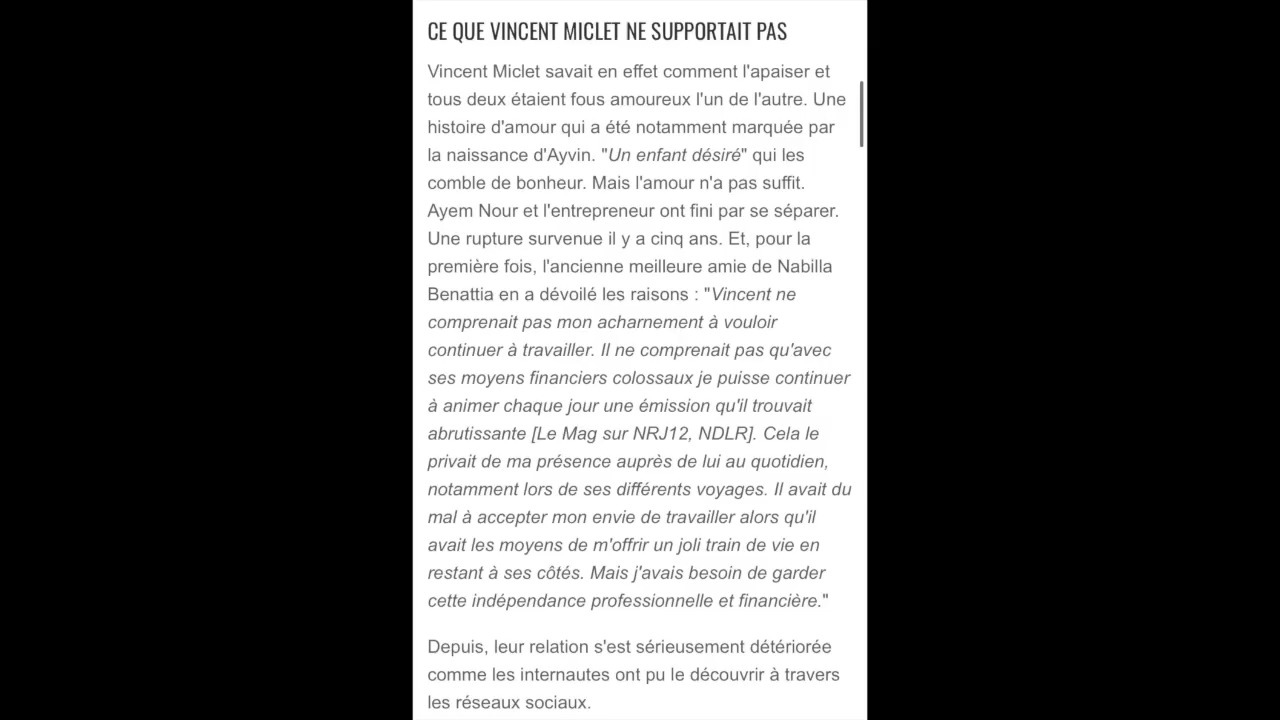 CE QUE VINCENT MICLET NE SUPPORTAIT PAS
Vincent Miclet savait en effet comment l'apaiser et
tous deux étaient fous amoureux l'un de l'autre. Une
histoire d'amour qui a été notamment marquée par
la naissance d'Ayvin. "Un enfant désiré" qui les
comble de bonheur. Mais l'amour n'a pas suffit.
Ayem Nour et l'entrepreneur ont fini par se séparer.
Une rupture survenue il y a cinq ans. Et, pour la
première fois, l'ancienne meilleure amie de Nabilla
Benattia en a dévoilé les raisons : "Vincent ne
comprenait pas mon acharnement à vouloir
continuer à travailler. Il ne comprenait pas qu'avec
ses moyens financiers colossaux je puisse continuer
à animer chaque jour une émission qu'il trouvait
abrutissante [Le Mag sur NRJ12, NDLR]. Cela le
privait de ma présence auprès de lui au quotidien,
notamment lors de ses différents voyages. Il avait du
mal à accepter mon envie de travailler alors qu'il
avait les moyens de m'offrir un joli train de vie en
restant à ses côtés. Mais j'avais besoin de garder
cette indépendance professionnelle et financière."
Depuis, leur relation s'est sérieusement détériorée
comme les internautes ont pu le découvrir à travers
les réseaux sociaux.